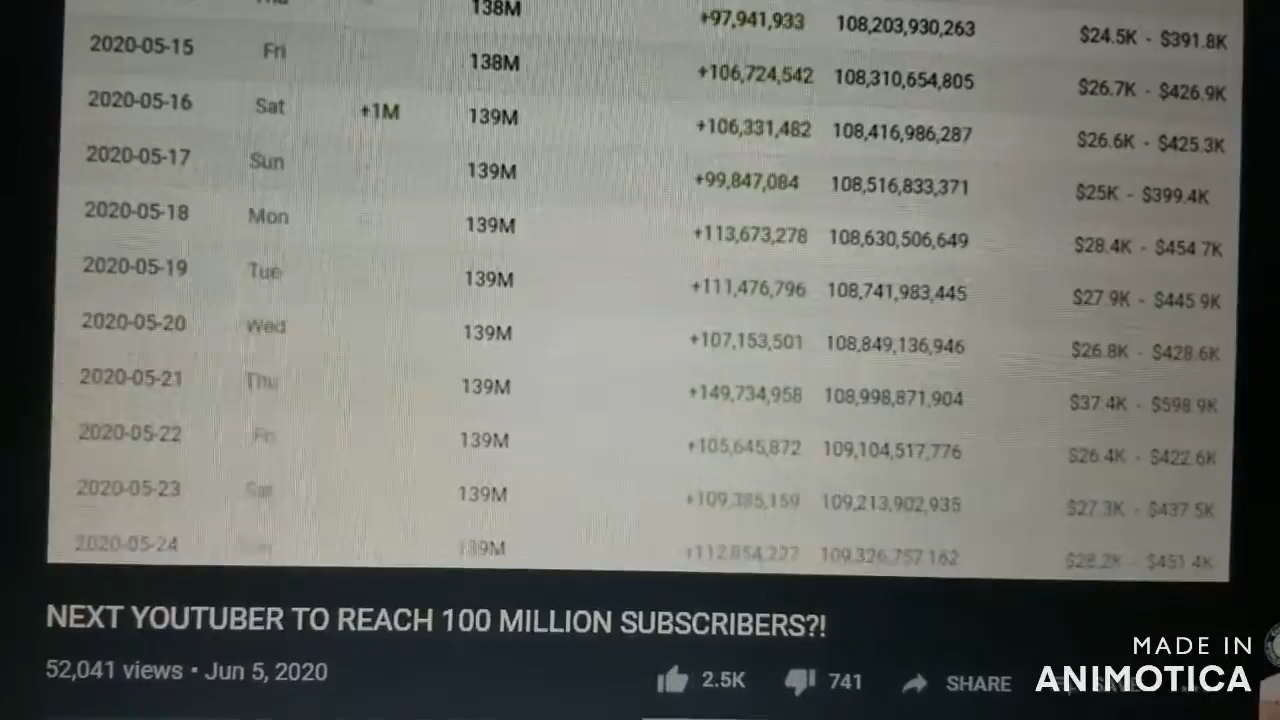 138M +97,941,933 108,203,930,263 $24.5K - $391.8K
2020-05-15 Fri 138M +106,724,542 108,310,654,805 $26.7K - $426.9K
2020-05-16 Sat +1M 139M +106,331,482 108,416,986,287 $26.6K - $425.3K
2020-05-17 Sun 139M +99,847,084 108,516,833,371 $25K - $399.4K
2020-05-18 Mon 139M +113,673,278 108,630,506,649 $28.4K - $454.7K
2020-05-19 Tue 139M +111,476,796 108,741,983,445 $27.9K - $445.9K
2020-05-20 Wed 139M +107,153,501 108,849,136,946 $26.8K - $428.6K
2020-05-21 Thu 139M +149,734,958 108,998,871,904 $37.4K - $598.9K
2020-05-22 Fri 139M +105,645,872 109,104,517,776 $26.4K - $422.6K
2020-05-23 Sat 139M +109,385,159 109,213,902,935 $27.3K - $437.5K
2020-05-24 139M +112,854,227 109,326,757,162 $28.2K - $451.4K
NEXT YOUTUBER TO REACH 100 MILLION SUBSCRIBERS?!
52,041 views • Jun 5, 2020
2.5K 741 SHARE
MADE IN
ANIMOTICA